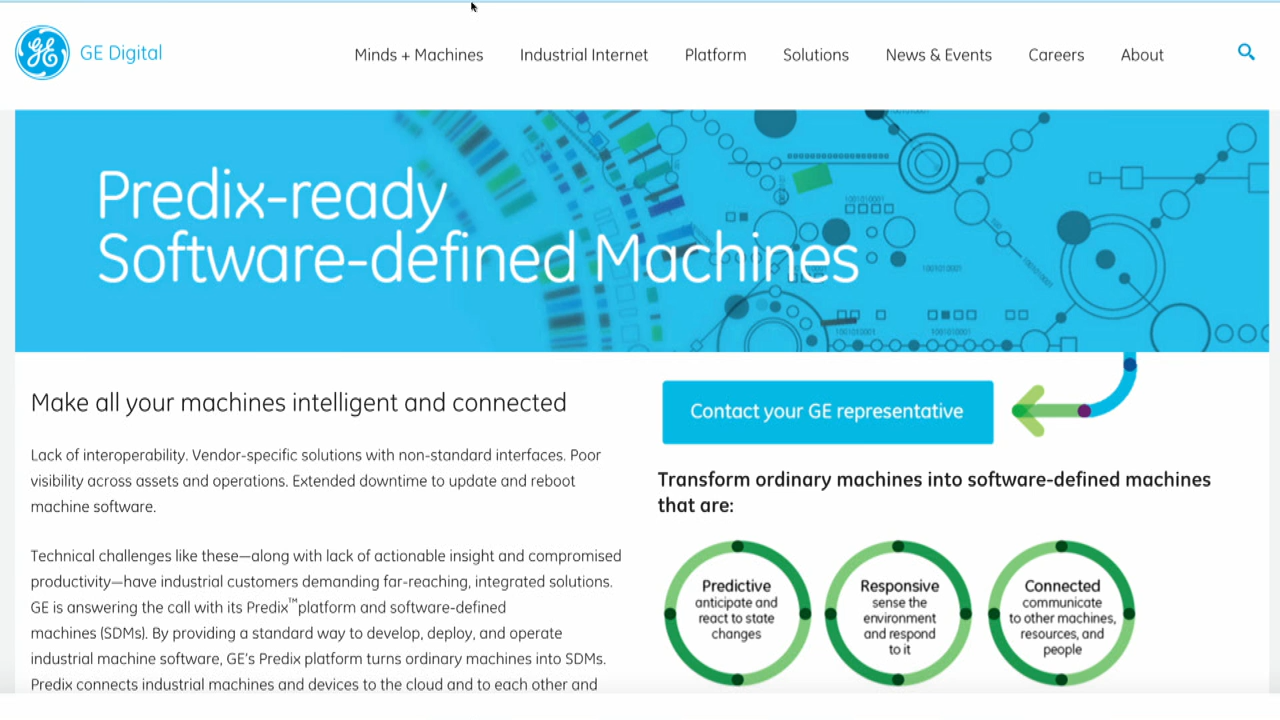 GE Digital
Minds + Machines
Industrial Internet
Platform
Solutions
News & Events
Careers
About
Predix-ready
Software-defined Machines
1001010001
1001010001
1001010001
Make all your machines intelligent and connected
Lack of interoperability. Vendor-specific solutions with non-standard interfaces. Poor
visibility across assets and operations. Extended downtime to update and reboot
machine software.
Technical challenges like these—along with lack of actionable insight and compromised
productivity—have industrial customers demanding far-reaching, integrated solutions.
GE is answering the call with its Predix™platform and software-defined
machines (SDMs). By providing a standard way to develop, deploy, and operate
industrial machine software, GE's Predix platform turns ordinary machines into SDMs.
Predix connects industrial machines and devices to the cloud and to each other and
Contact your GE representative
Transform ordinary machines into software-defined machines
that are:
Predictive
anticipate and
react to state
changes
Responsive
sense the
environment
and respond
to it
Connected
communicate
to other machines,
resources, and
people